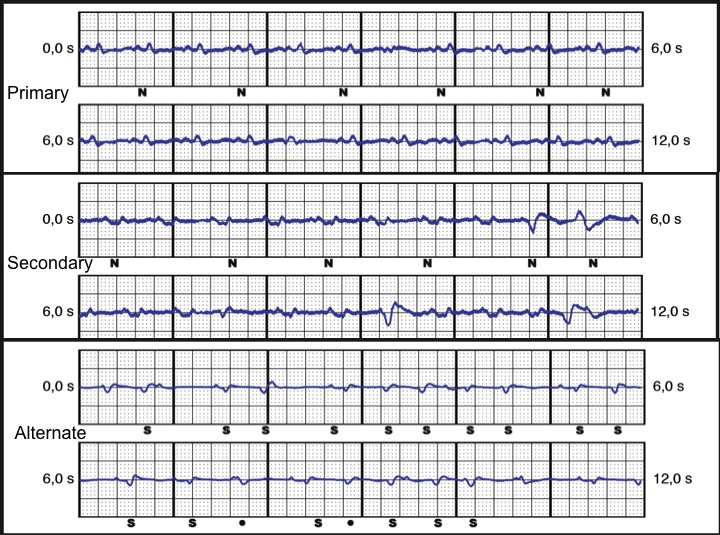 0,0 s 6,0 s
Primary N N N N N N
6,0 s 12,0 s
0,0 s 6,0 s
Secondary N N N N N N
6,0 s 12,0 s
0,0 s 6,0 s
Alternate S S S S S S S S S S
6,0 s 12,0 s
S S • S • S S S